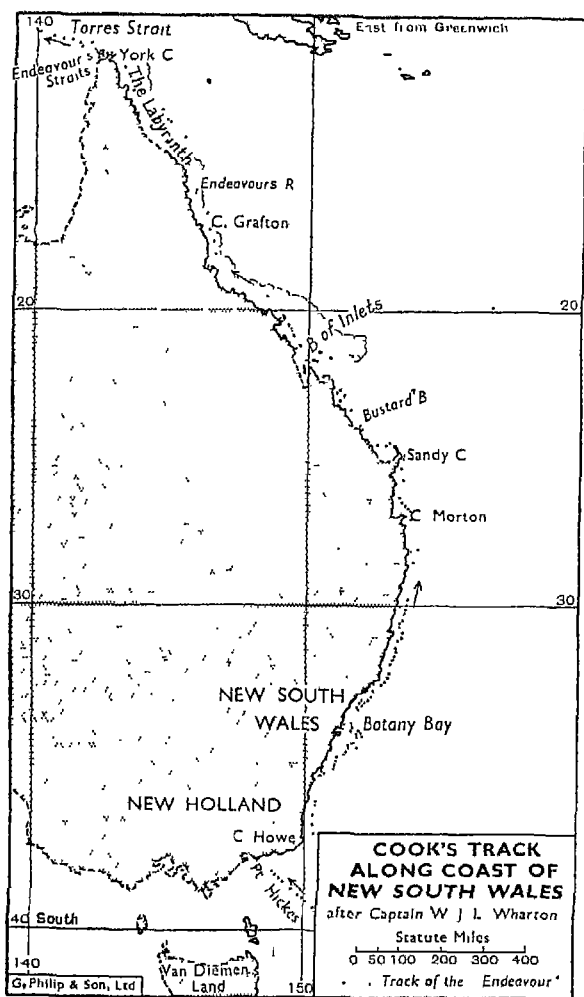 140
Torres Strait
East from Greenwich
York C
Endeavour's
Straits
The Labyrinth
Endeavours R
C. Grafton
20
20
B of Inlets
Bustard B
Sandy C
C Morton
30
30
NEW SOUTH
WALES
Botany Bay
NEW HOLLAND
C Howe
Pt Hickes
COOK'S TRACK
ALONG COAST OF
NEW SOUTH WALES
after Captain W J L Wharton
Statute Miles
0 50 100 200 300 400
Track of the Endeavour'
40 South
140
Van Diemen
Land
150
G. Philip & Son, Ltd